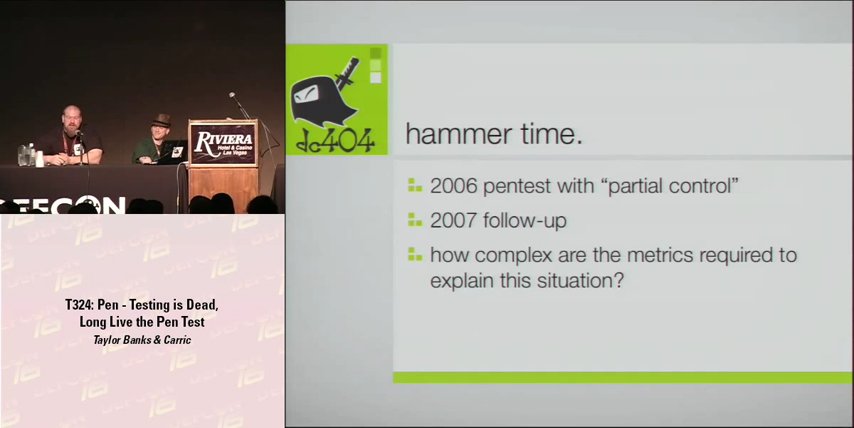 RIVIERA
Hotel & Casino
Las Vegas
DEFCON
T324: Pen - Testing is Dead,
Long Live the Pen Test
Taylor Banks & Carric
dc404
hammer time.
2006 pentest with “partial control”
2007 follow-up
how complex are the metrics required to
explain this situation?